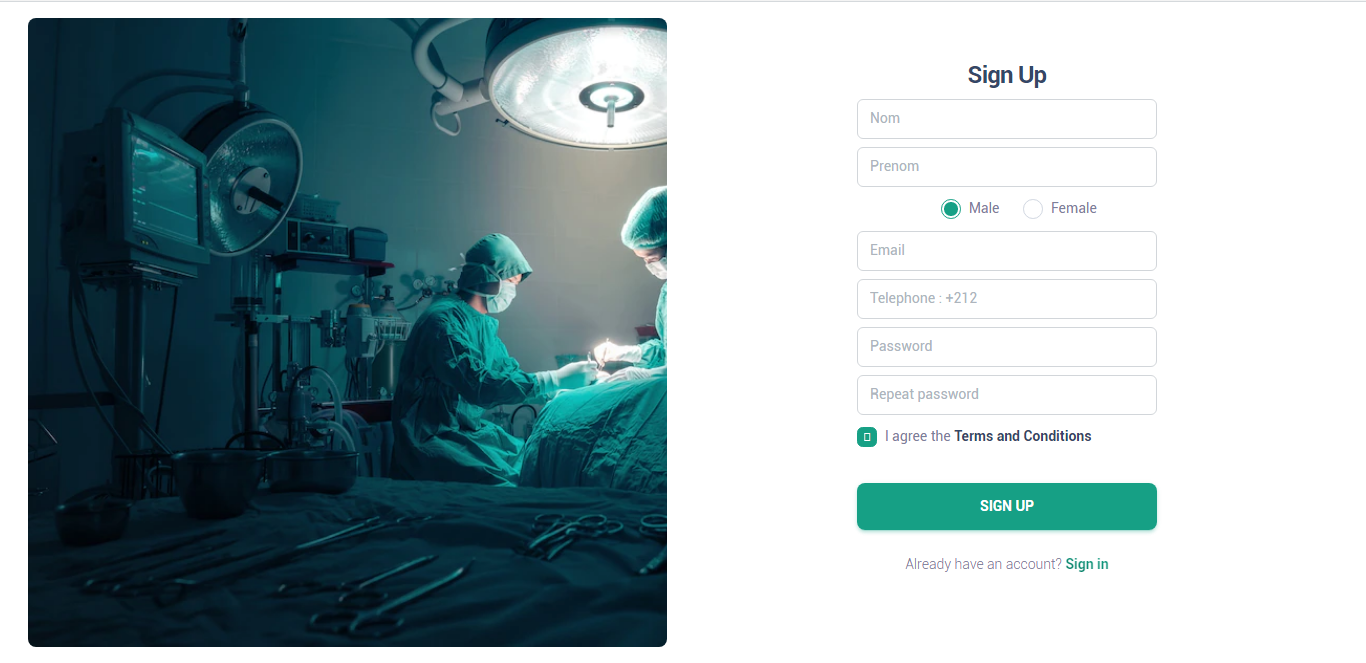 Sign Up
Nom
Prenom
Male Female
Email
Telephone : +212
Password
Repeat password
I agree the Terms and Conditions
SIGN UP
Already have an account? Sign in